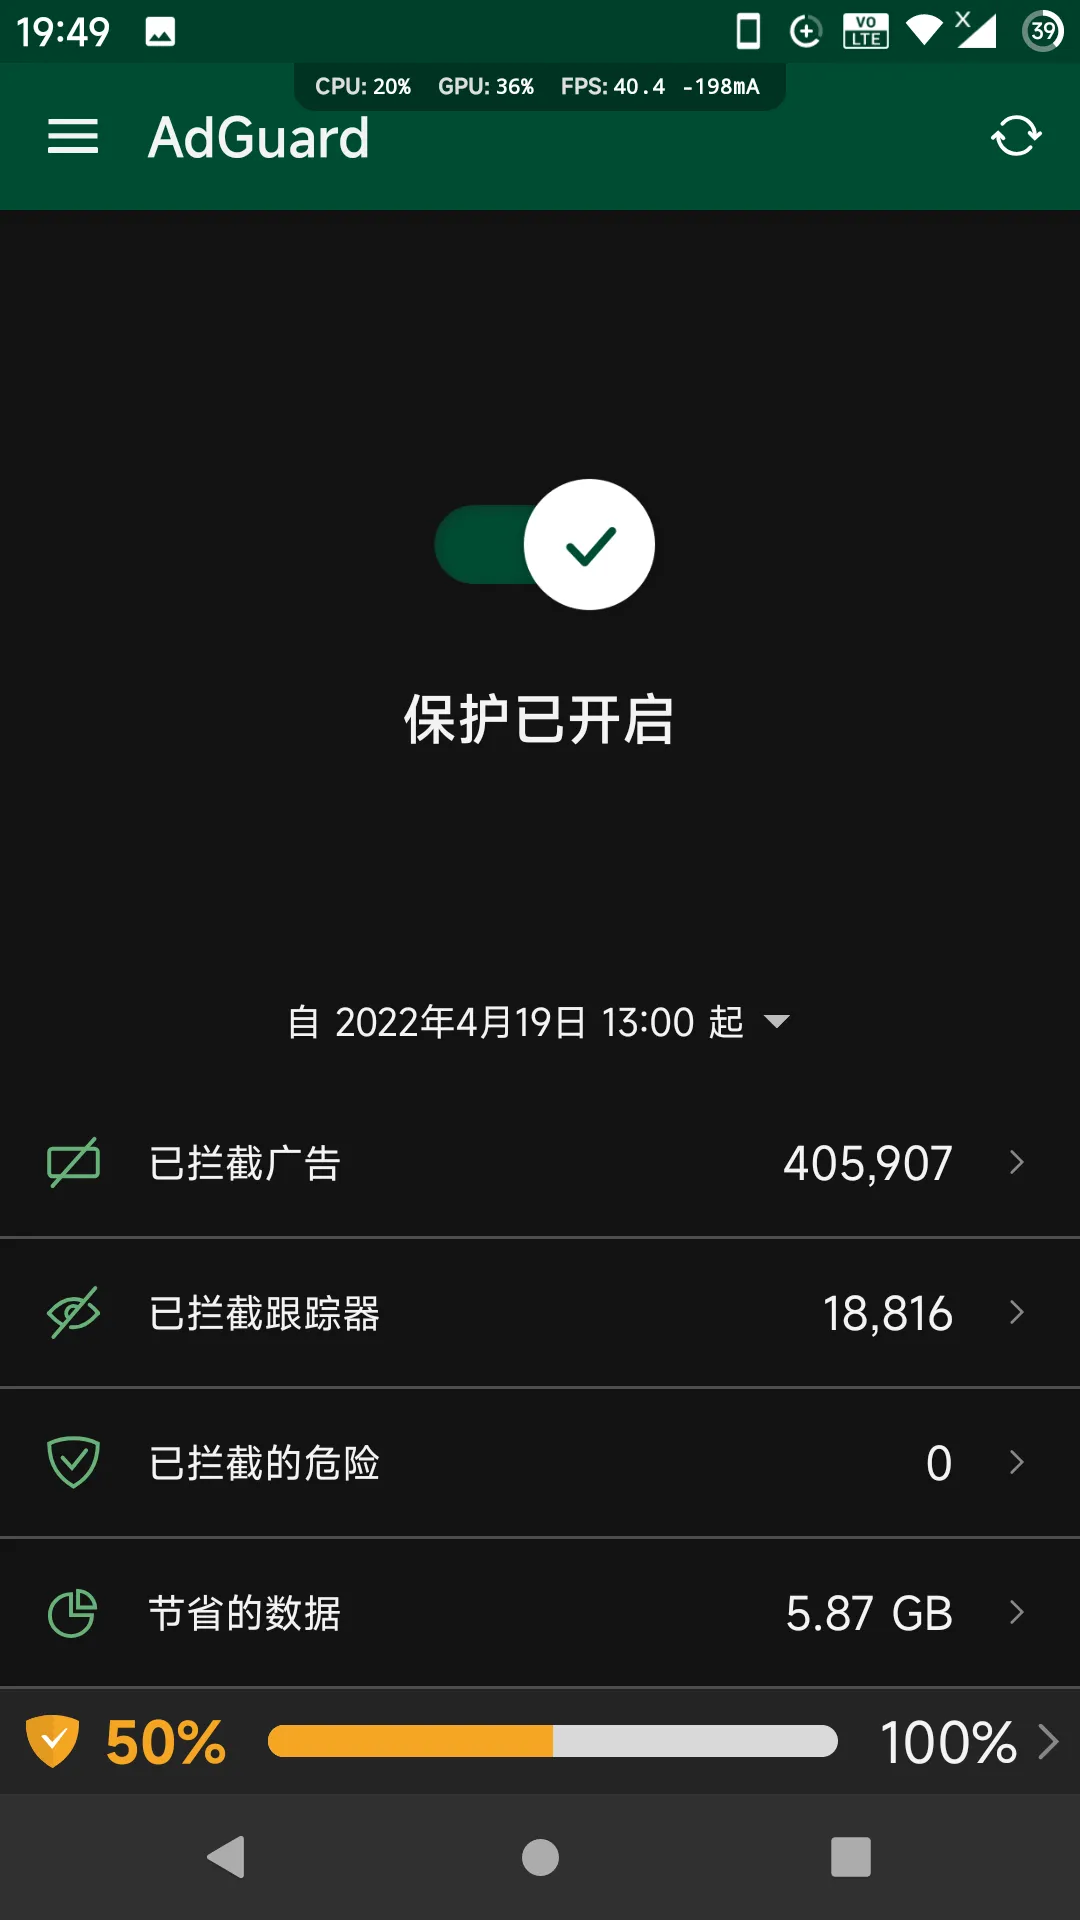 19:49 VO LTE X 39
CPU: 20% GPU: 36% FPS: 40.4 -198mA
AdGuard
保护已开启
自 2022年4月19日 13:00 起
已拦截广告 405,907
已拦截跟踪器 18,816
已拦截的危险 0
节省的数据 5.87 GB
50% 100%